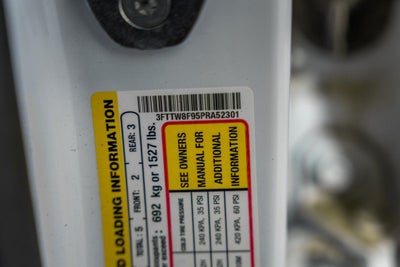 3FTTW8F95PRA52301
D LOADING INFORMATION
TOTAL: 5 FRONT: 2 REAR: 3
692 kg or 1527 lbs.
SEE OWNERS
MANUAL FOR
ADDITIONAL
INFORMATION
TIRE PRESSURE
240 KPA, 35 PSI
240 KPA, 35 PSI
420 KPA, 60 PSI